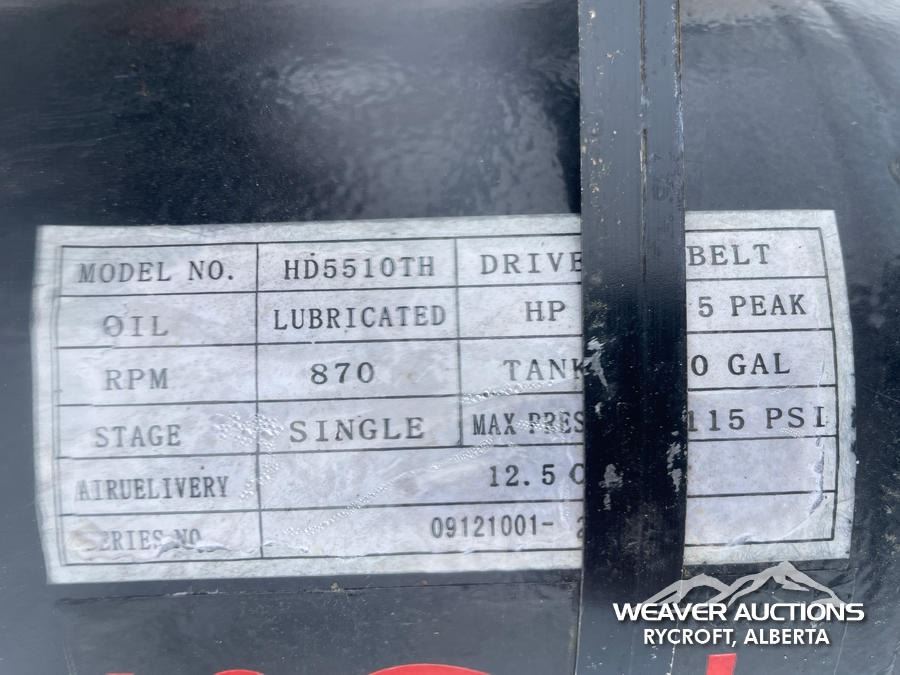 MODEL NO. HD5510TH DRIVE BELT
OIL LUBRICATED HP 5 PEAK
RPM 870 TANK 0 GAL
STAGE SINGLE MAX PRES 115 PSI
AIRUELIVERY 12.5 C
SERIES NO 09121001- 2
WEAVER AUCTIONS
RYCROFT, ALBERTA